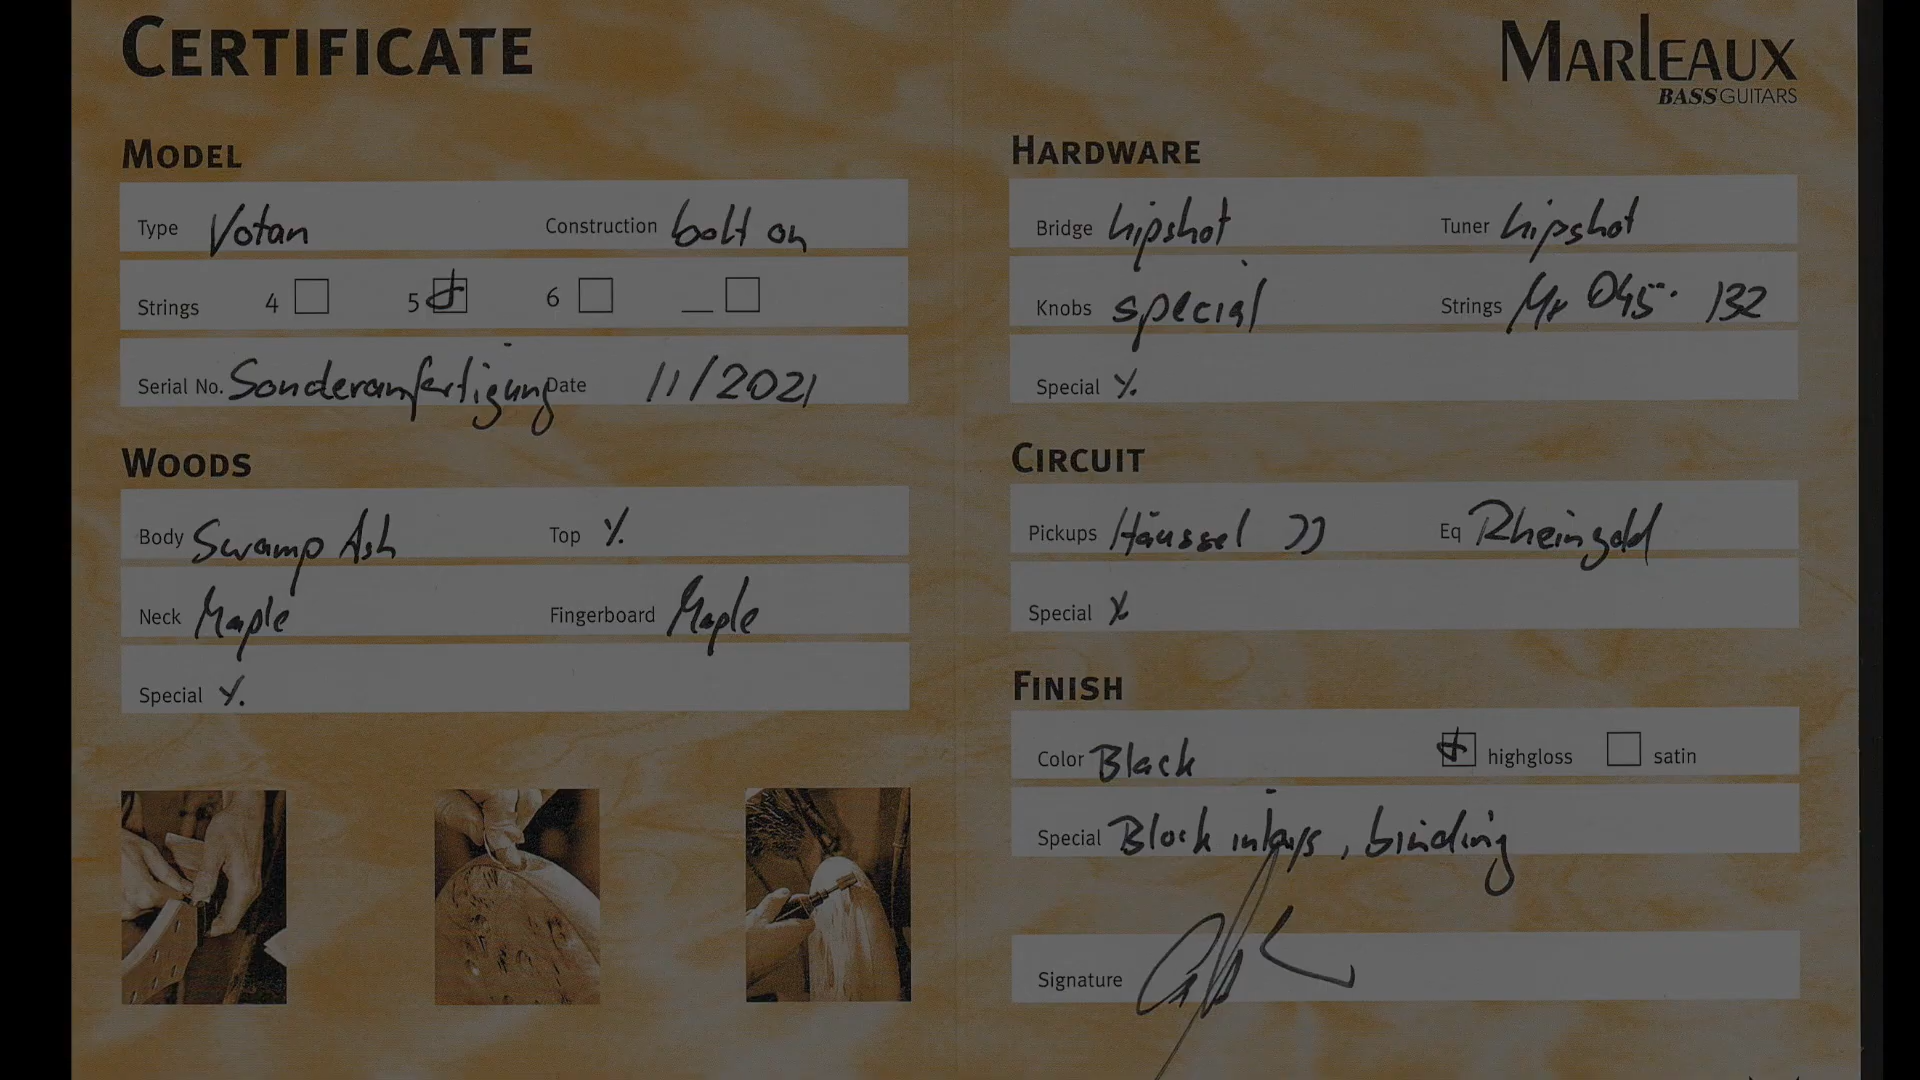 CERTIFICATE
MARLEAUX
BASSGUITARS
MODEL
Type Votan Construction bolt on
Strings 4 5 6 __
Serial No. Sonderanfertigung Date 11/2021
WOODS
Body Swamp Ash Top %.
Neck Maple Fingerboard Maple
Special %.
HARDWARE
Bridge hipshot Tuner hipshot
Knobs special Strings 045 - 132
Special %.
CIRCUIT
Pickups Häussel JJ Eq Rheingold
Special %
FINISH
Color Black highgloss satin
Special Block inlays, binding
Signature